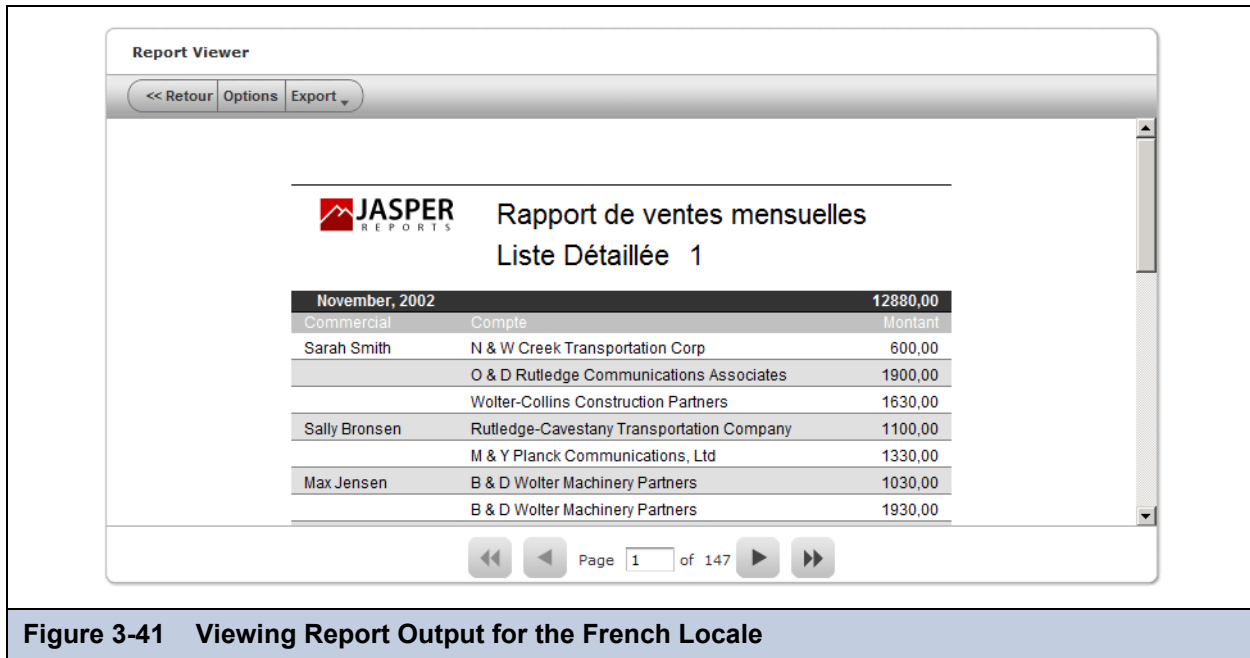 Report Viewer
<< Retour Options Export
JASPER
REPORTS
Rapport de ventes mensuelles
Liste Détaillée 1
November, 2002 12880,00
Commercial Compte Montant
Sarah Smith N & W Creek Transportation Corp 600,00
O & D Rutledge Communications Associates 1900,00
Wolter-Collins Construction Partners 1630,00
Sally Bronsen Rutledge-Cavestany Transportation Company 1100,00
M & Y Planck Communications, Ltd 1330,00
Max Jensen B & D Wolter Machinery Partners 1030,00
B & D Wolter Machinery Partners 1930,00
Page 1 of 147
Figure 3-41 Viewing Report Output for the French Locale